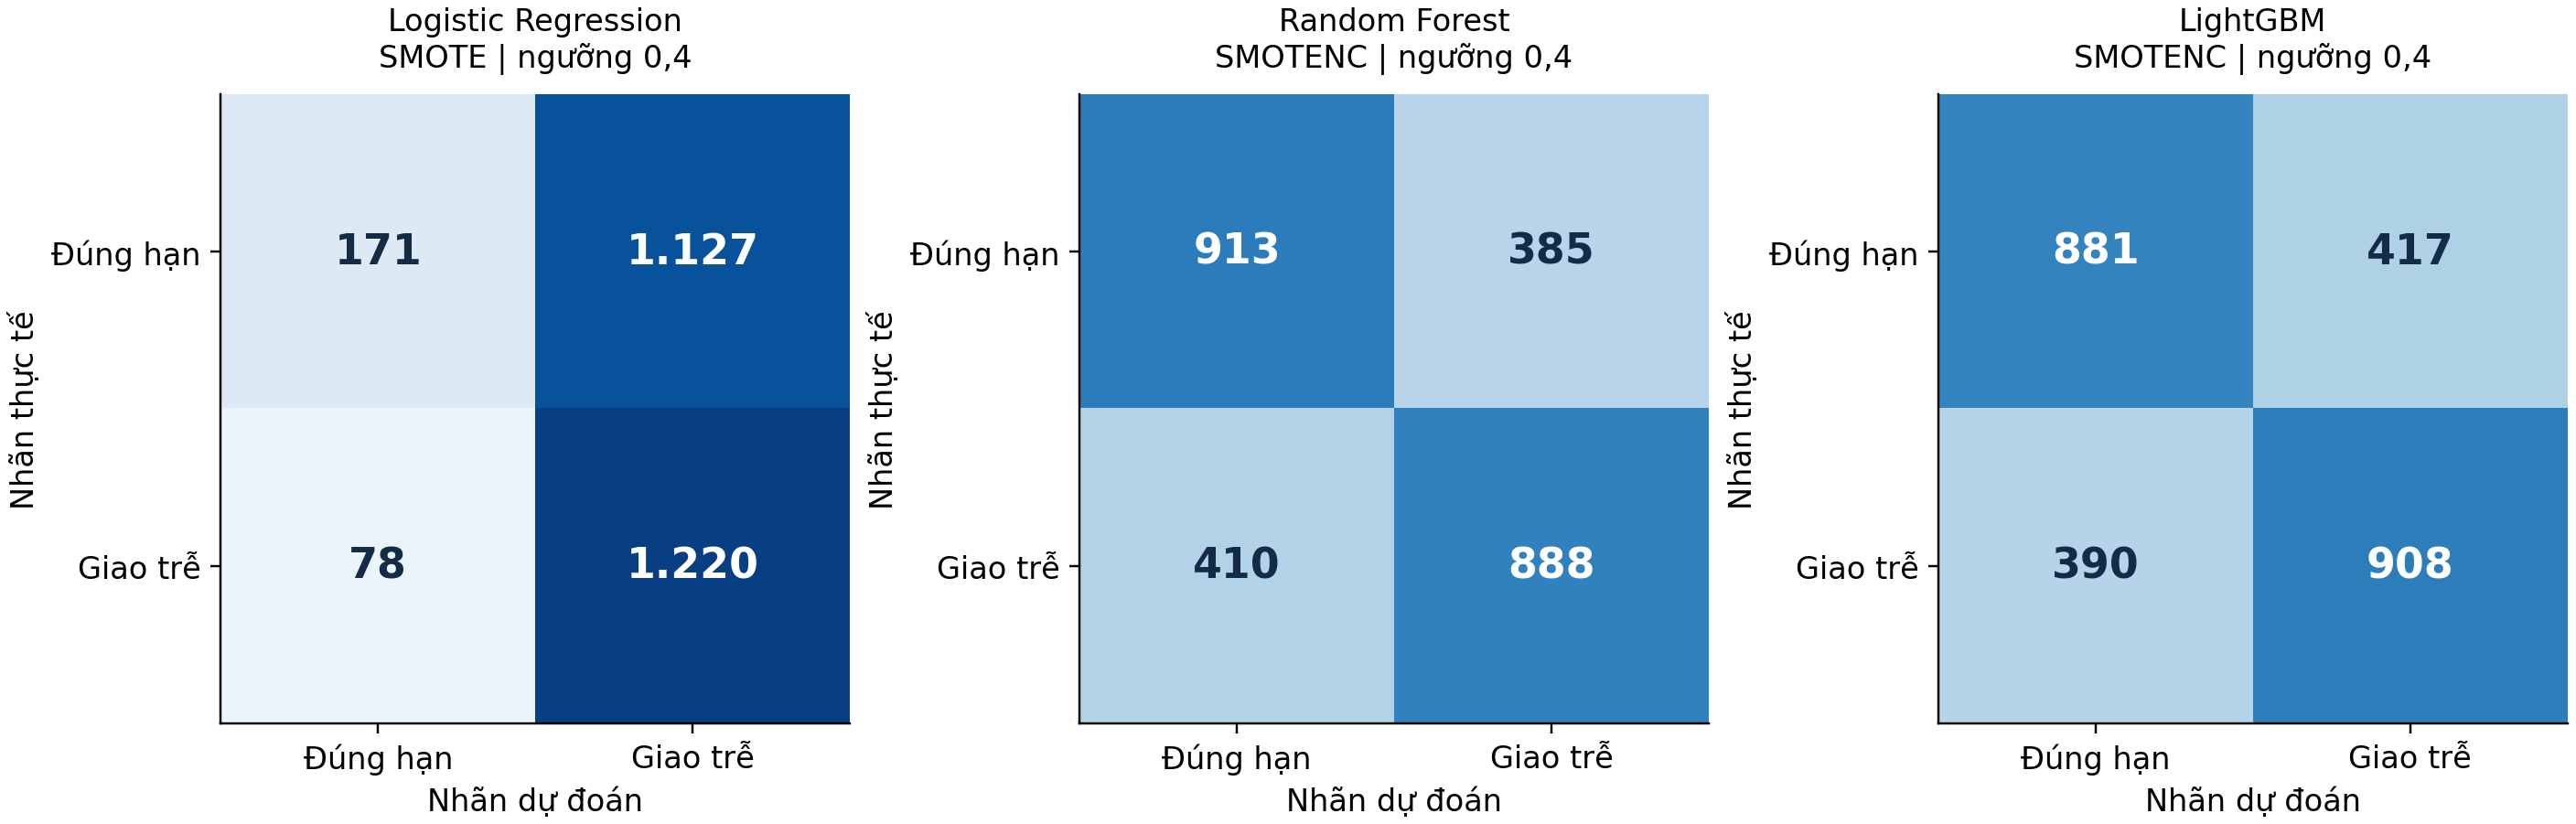 Logistic Regression
SMOTE | ngưỡng 0,4
Nhãn thực tế
Đúng hạn
171
1.127
Giao trễ
78
1.220
Đúng hạn
Giao trễ
Nhãn dự đoán
Random Forest
SMOTENC | ngưỡng 0,4
Nhãn thực tế
Đúng hạn
913
385
Giao trễ
410
888
Đúng hạn
Giao trễ
Nhãn dự đoán
LightGBM
SMOTENC | ngưỡng 0,4
Nhãn thực tế
Đúng hạn
881
417
Giao trễ
390
908
Đúng hạn
Giao trễ
Nhãn dự đoán